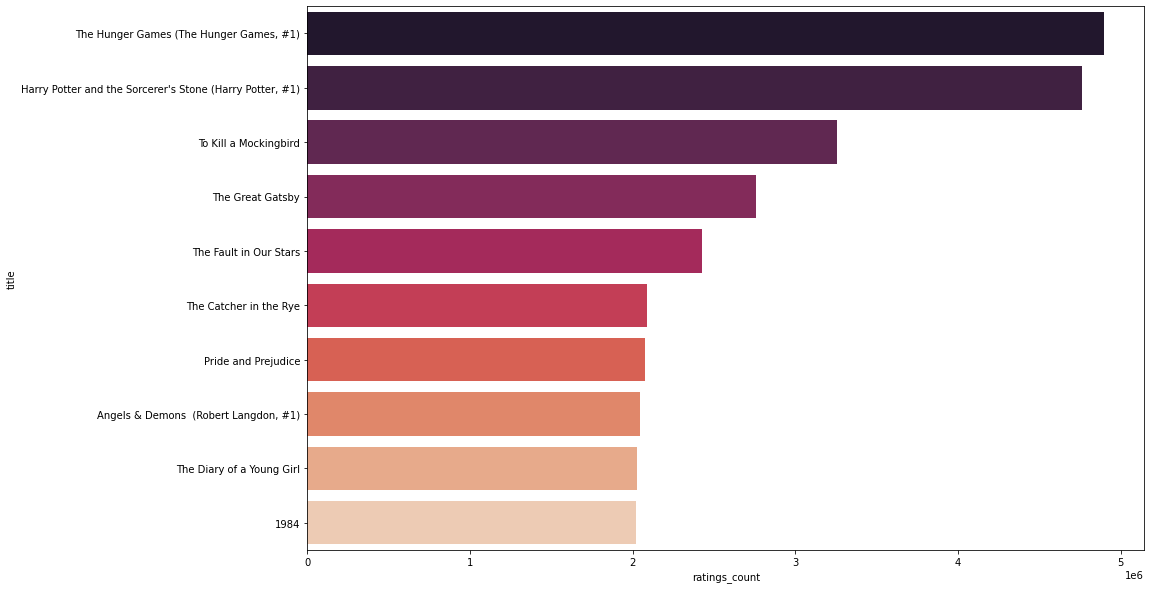 The Hunger Games (The Hunger Games, #1)
Harry Potter and the Sorcerer's Stone (Harry Potter, #1)
To Kill a Mockingbird
The Great Gatsby
The Fault in Our Stars
title
The Catcher in the Rye
Pride and Prejudice
Angels & Demons  (Robert Langdon, #1)
The Diary of a Young Girl
1984
0 1 2 3 4 5
ratings_count
1e6